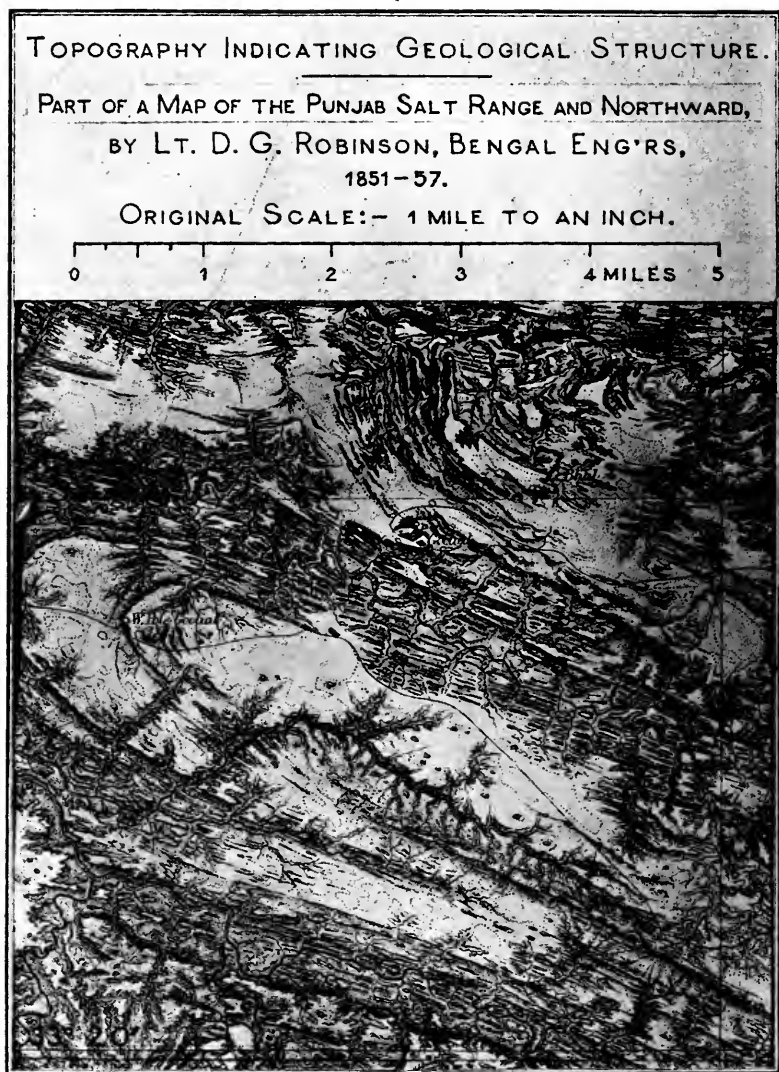 TOPOGRAPHY INDICATING GEOLOGICAL STRUCTURE.
PART OF A MAP OF THE PUNJAB SALT RANGE AND NORTHWARD,
BY LT. D. G. ROBINSON, BENGAL ENG'RS,
1851-57.
ORIGINAL SCALE:- 1 MILE TO AN INCH.
0 1 2 3 4 MILES 5